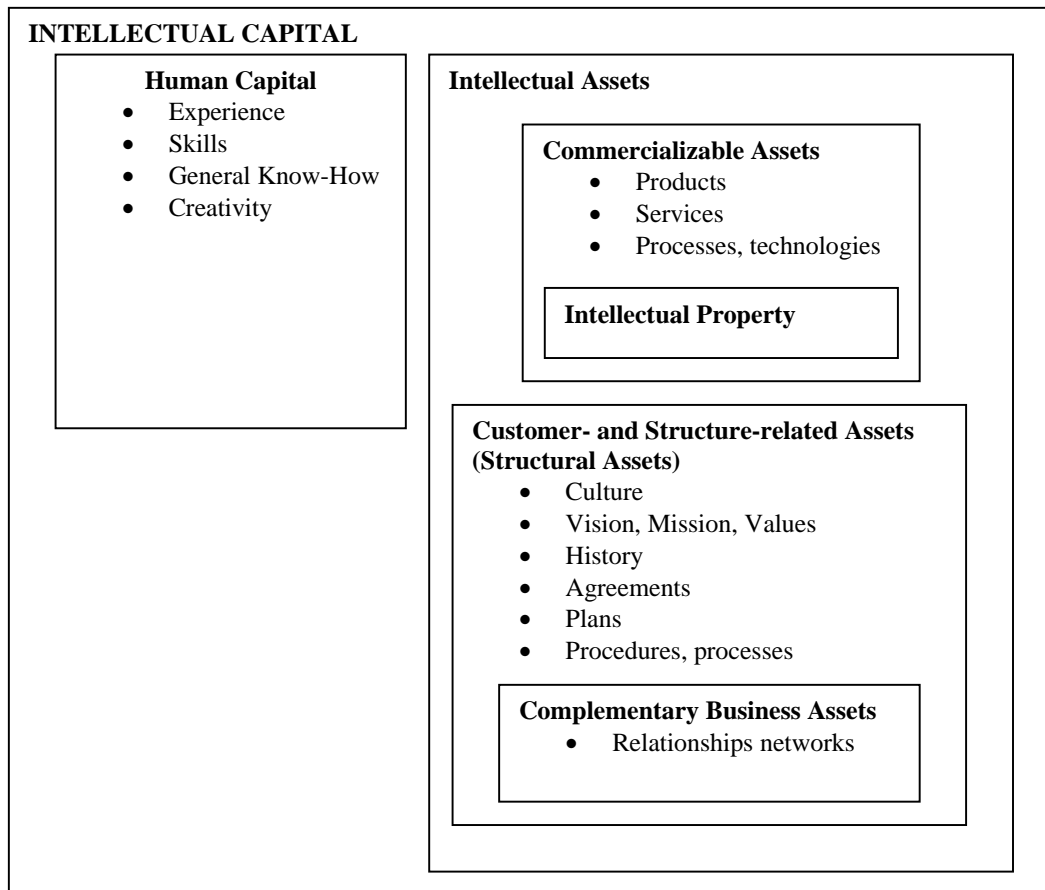 INTELLECTUAL CAPITAL
Human Capital
• Experience
• Skills
• General Know-How
• Creativity
Intellectual Assets
Commercializable Assets
• Products
• Services
• Processes, technologies
Intellectual Property
Customer- and Structure-related Assets
(Structural Assets)
• Culture
• Vision, Mission, Values
• History
• Agreements
• Plans
• Procedures, processes
Complementary Business Assets
• Relationships networks